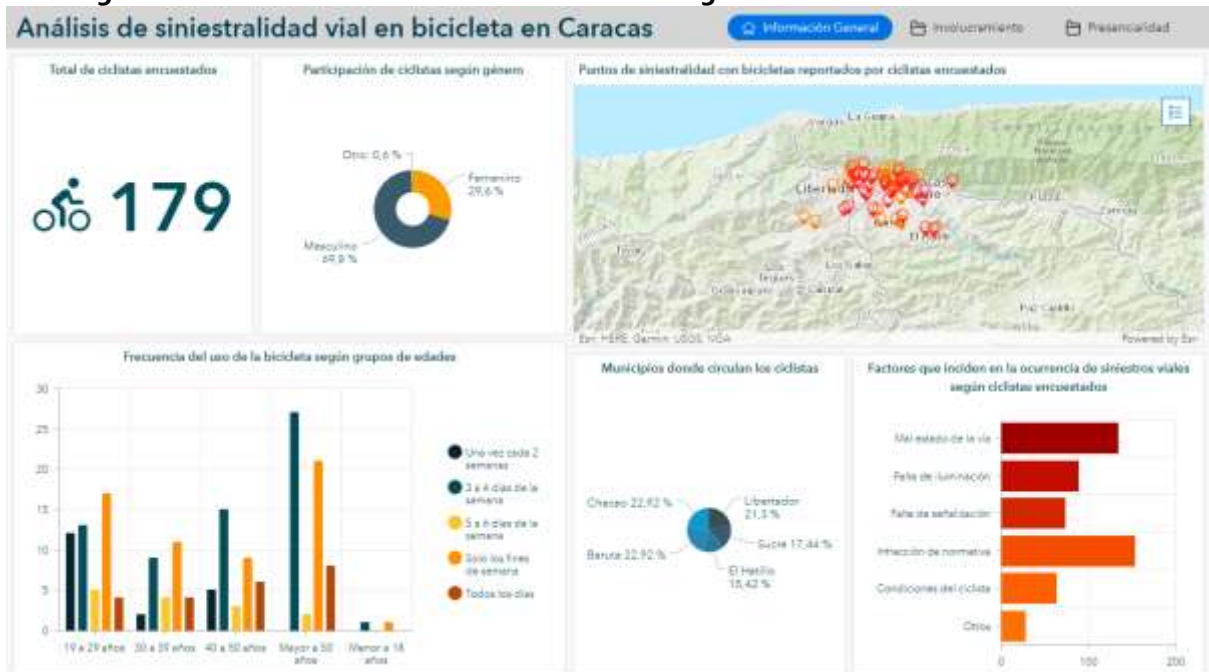 Análisis de siniestralidad vial en bicicleta en Caracas
Información General
Involucramiento
Presencialidad
Total de ciclistas encuestados
179
Participación de ciclistas según género
Otro: 0,6 %
Femenino
29,6 %
Masculino
69,8 %
Puntos de siniestralidad con bicicletas reportados por ciclistas encuestados
Vargas
La Guaira
Libertador
Esri, HERE, Garmin, USGS, NGA
Powered by Esri
Frecuencia del uso de la bicicleta según grupos de edades
30
25
20
15
10
5
0
19 a 29 años
30 a 39 años
40 a 50 años
Mayor a 50
años
Menor a 18
años
Una vez cada 2
semanas
3 a 4 días de la
semana
5 a 6 días de la
semana
Solo los fines
de semana
Todos los días
Municipios donde circulan los ciclistas
Chacao 22,92 %
Libertador
21,3 %
Baruta 22,92 %
Sucre 17,44 %
El Hatillo
15,42 %
Factores que inciden en la ocurrencia de siniestros viales
según ciclistas encuestados
Mal estado de la vía
Falta de iluminación
Falta de señalización
Infracción de normativa
Condiciones del ciclista
Otros
0
100
200